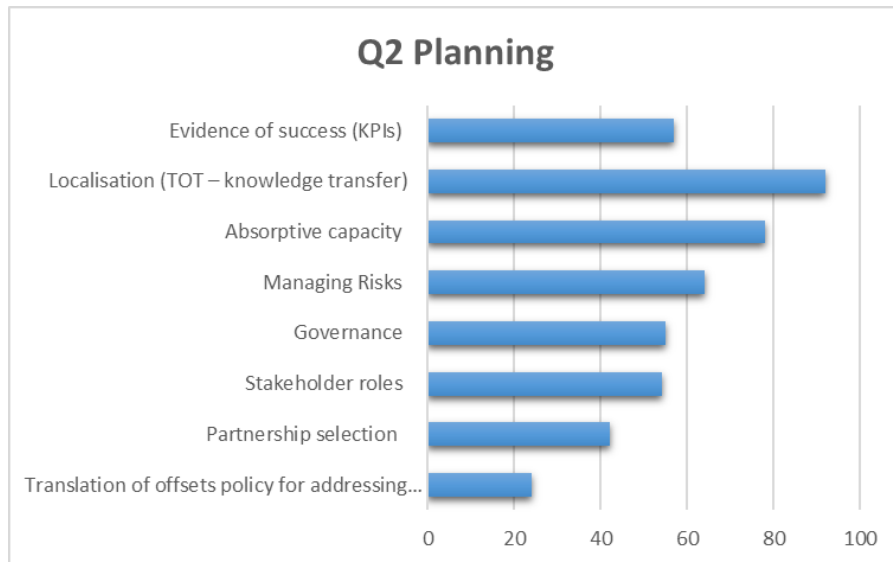 Q2 Planning
Evidence of success (KPIs)
Localisation (TOT – knowledge transfer)
Absorptive capacity
Managing Risks
Governance
Stakeholder roles
Partnership selection
Translation of offsets policy for addressing…
0 20 40 60 80 100